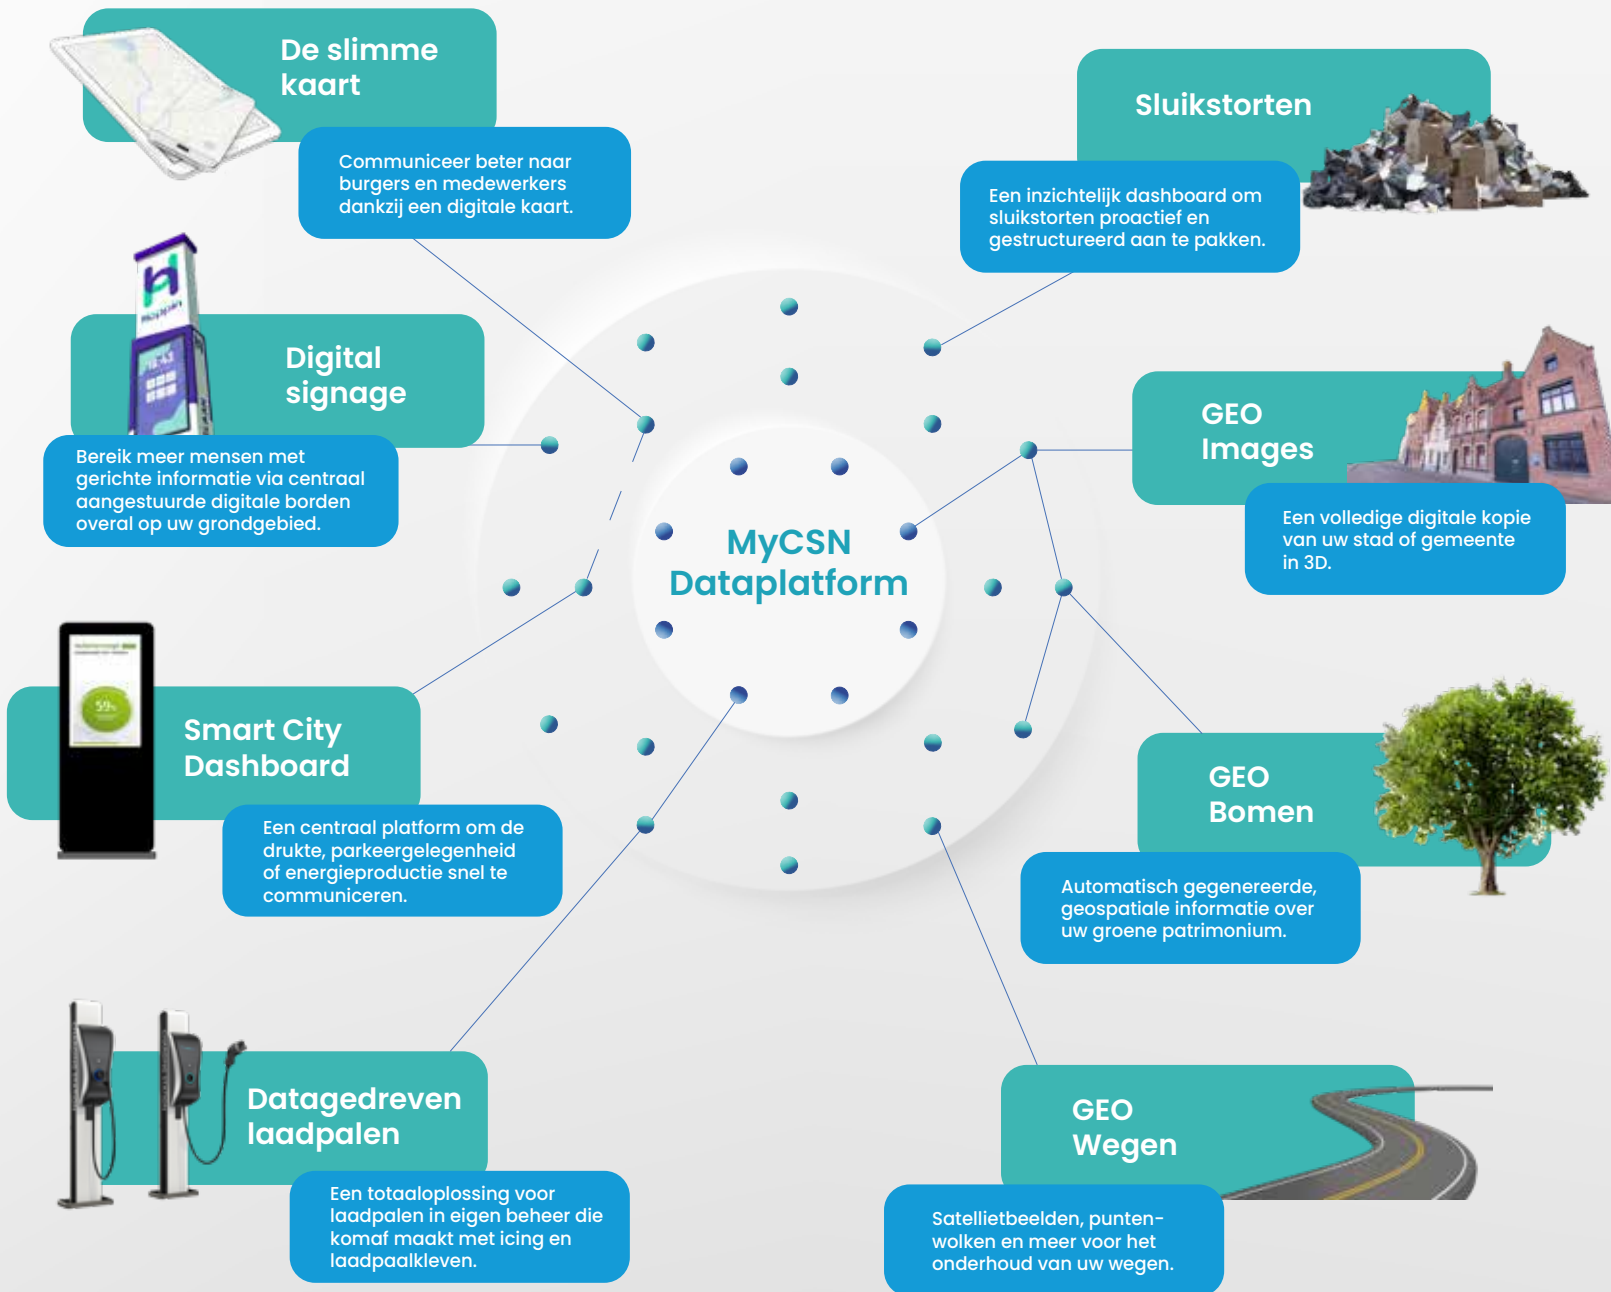 De slimme
kaart
Communiceer beter naar
burgers en medewerkers
dankzij een digitale kaart.
Sluikstorten
Een inzichtelijk dashboard om
sluikstorten proactief en
gestructureerd aan te pakken.
Digital
signage
Bereik meer mensen met
gerichte informatie via centraal
aangestuurde digitale borden
overal op uw grondgebied.
GEO
Images
Een volledige digitale kopie
van uw stad of gemeente
in 3D.
MyCSN
Dataplatform
59%
Smart City
Dashboard
Een centraal platform om de
drukte, parkeergelegenheid
of energieproductie snel te
communiceren.
GEO
Bomen
Automatisch gegenereerde,
geospatiale informatie over
uw groene patrimonium.
Datagedreven
laadpalen
Een totaaloplossing voor
laadpalen in eigen beheer die
komaf maakt met icing en
laadpaalkleven.
GEO
Wegen
Satellietbeelden, punten-
wolken en meer voor het
onderhoud van uw wegen.